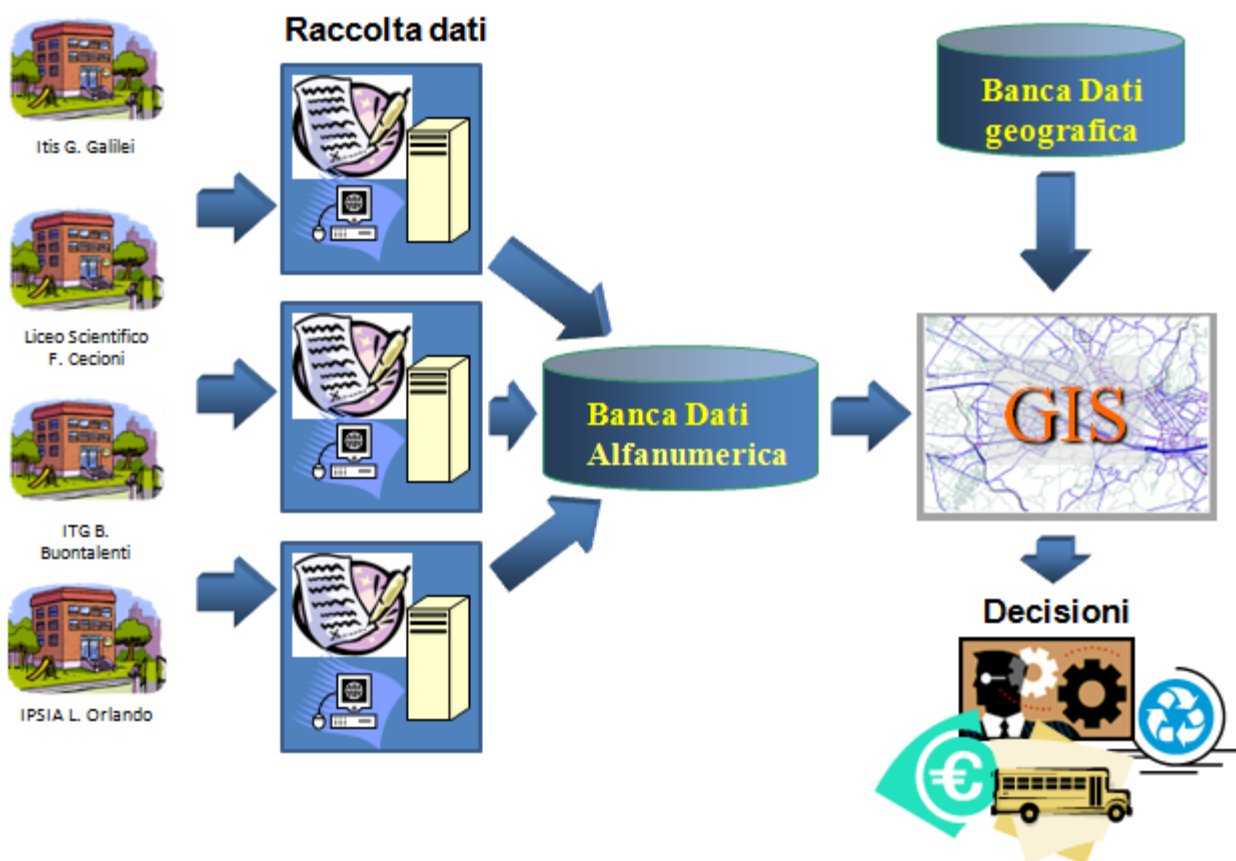 Raccolta dati
Itis G. Galilei
Liceo Scientifico
F. Cecioni
ITG B.
Buontalenti
IPSIA L. Orlando
Banca Dati
Alfanumerica
Banca Dati
geografica
GIS
Decisioni
€